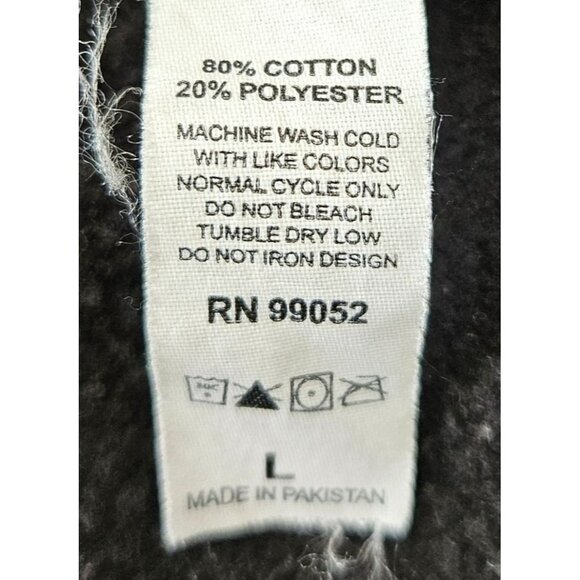 80% COTTON
20% POLYESTER
MACHINE WASH COLD
WITH LIKE COLORS
NORMAL CYCLE ONLY
DO NOT BLEACH
TUMBLE DRY LOW
DO NOT IRON DESIGN
RN 99052
L
MADE IN PAKISTAN